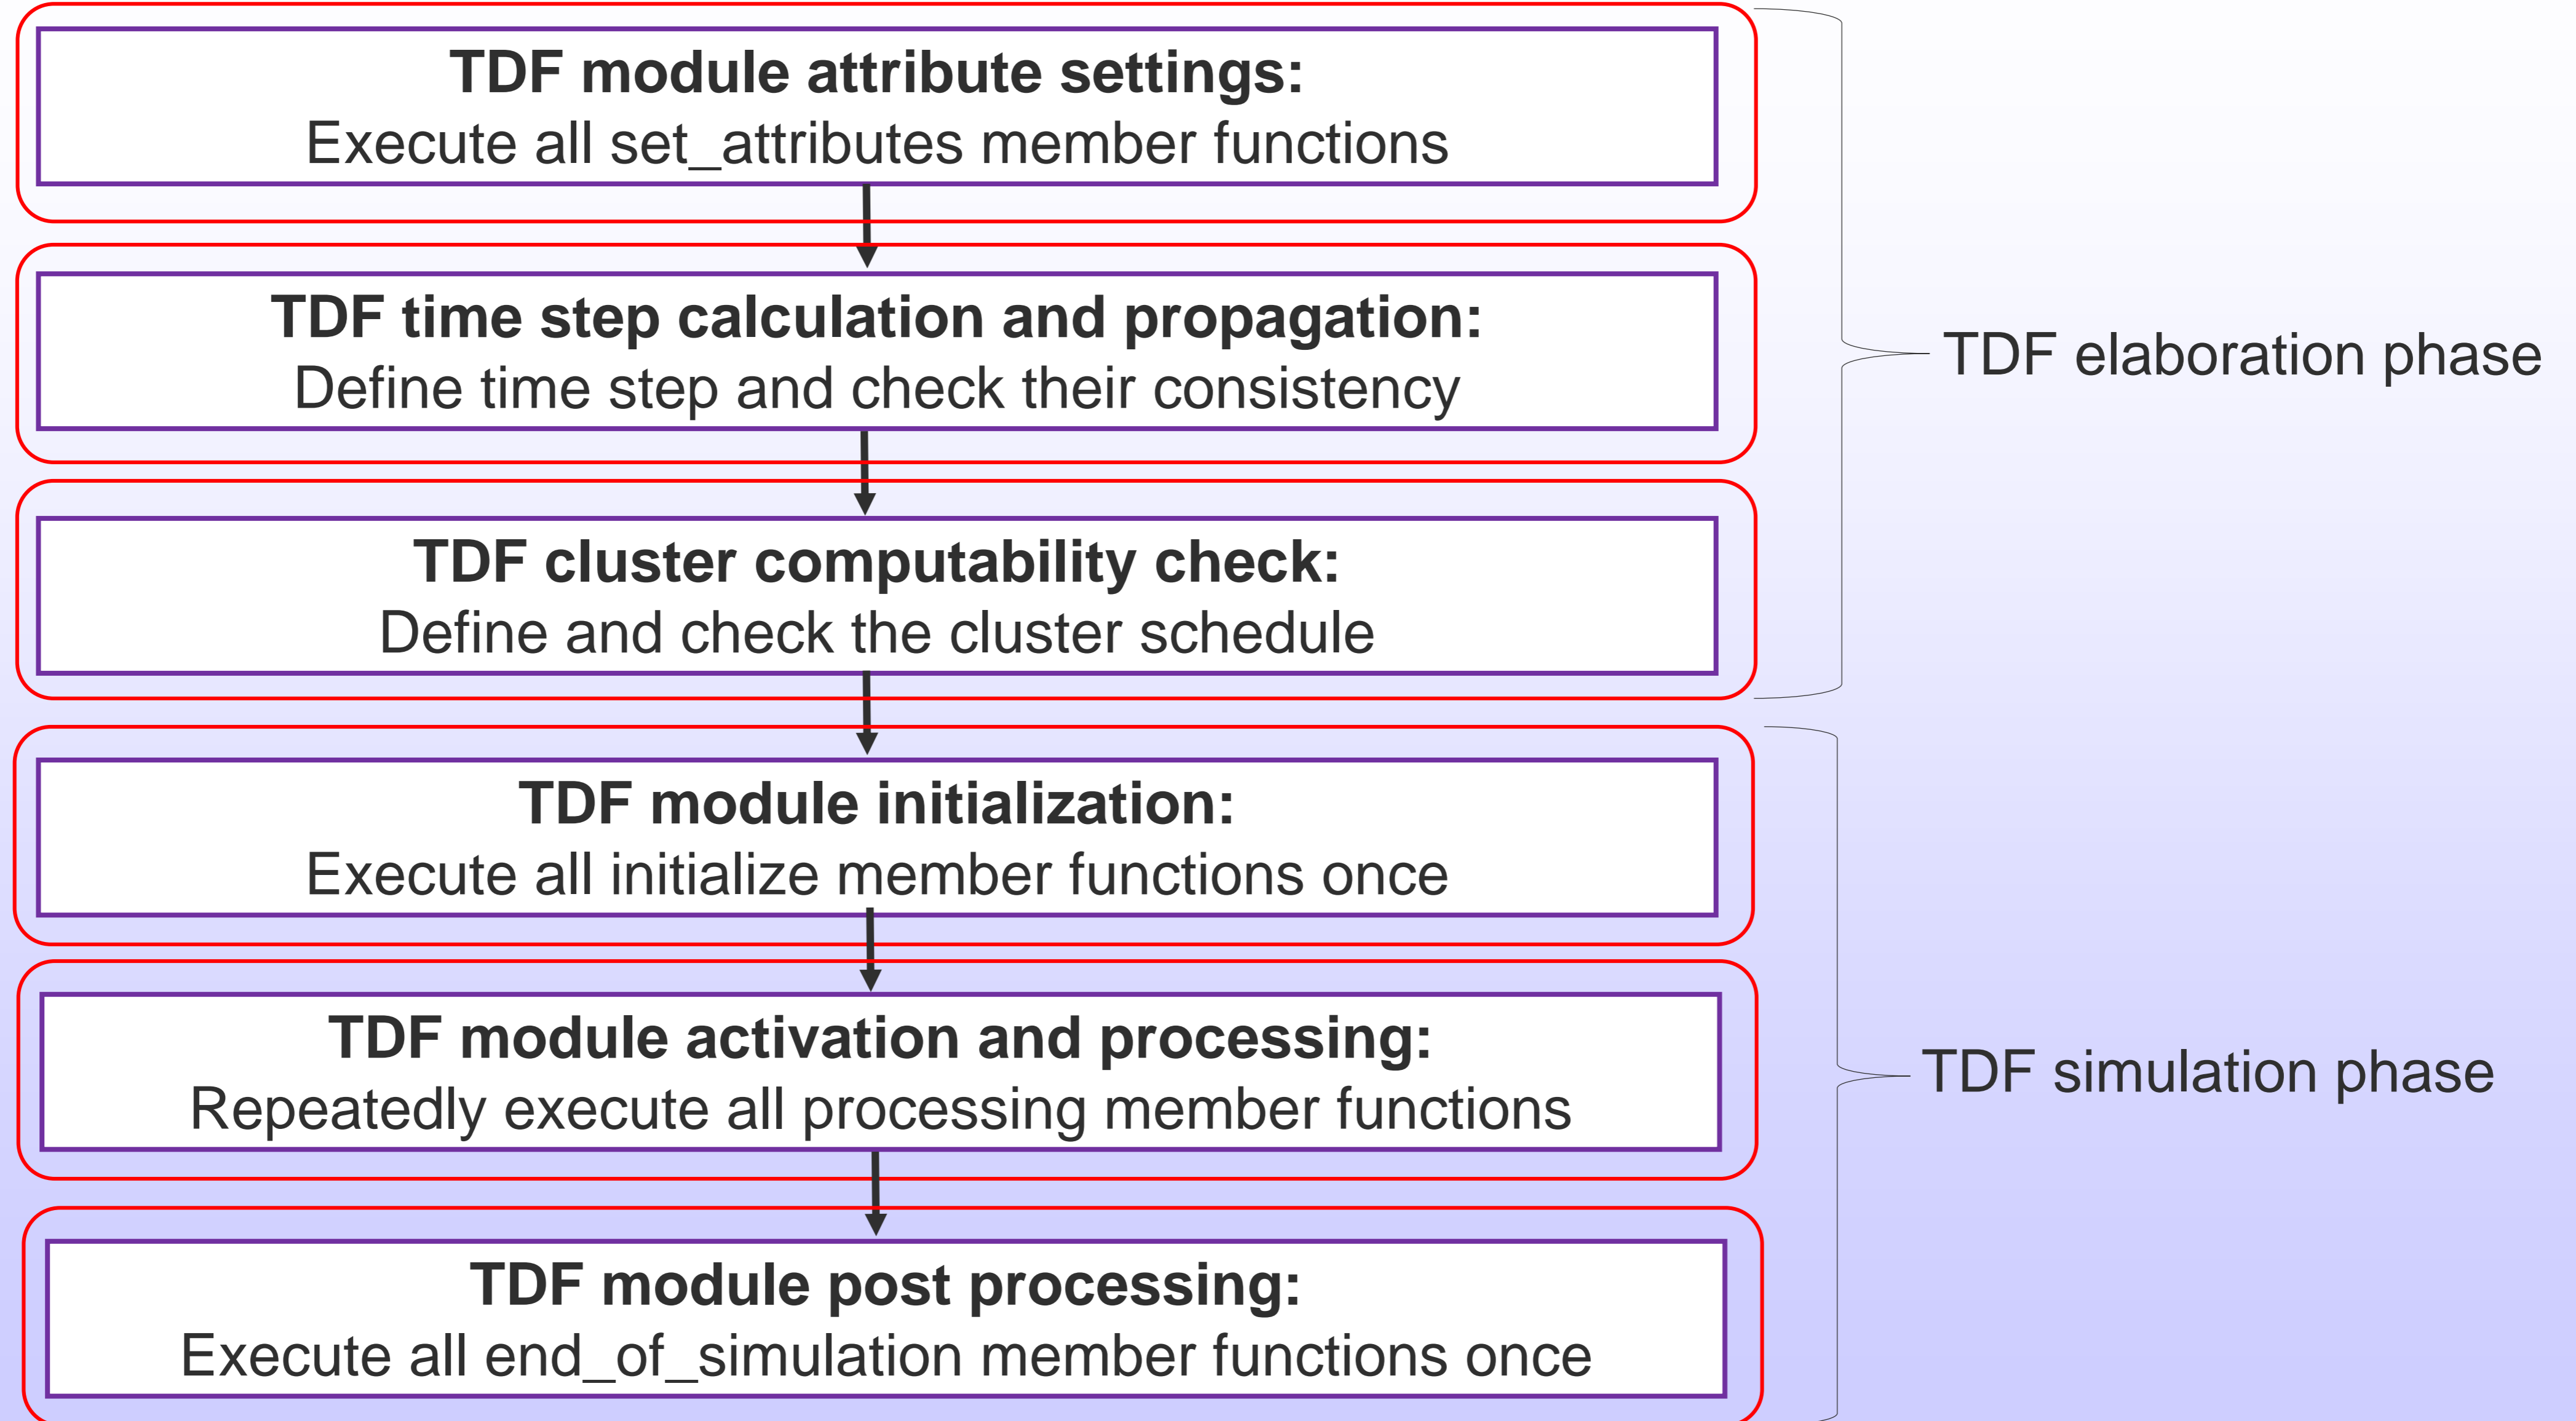 TDF module attribute settings:
Execute all set_attributes member functions
TDF time step calculation and propagation:
Define time step and check their consistency
TDF elaboration phase
TDF cluster computability check:
Define and check the cluster schedule
TDF module initialization:
Execute all initialize member functions once
TDF module activation and processing:
Repeatedly execute all processing member functions
TDF simulation phase
TDF module post processing:
Execute all end_of_simulation member functions once